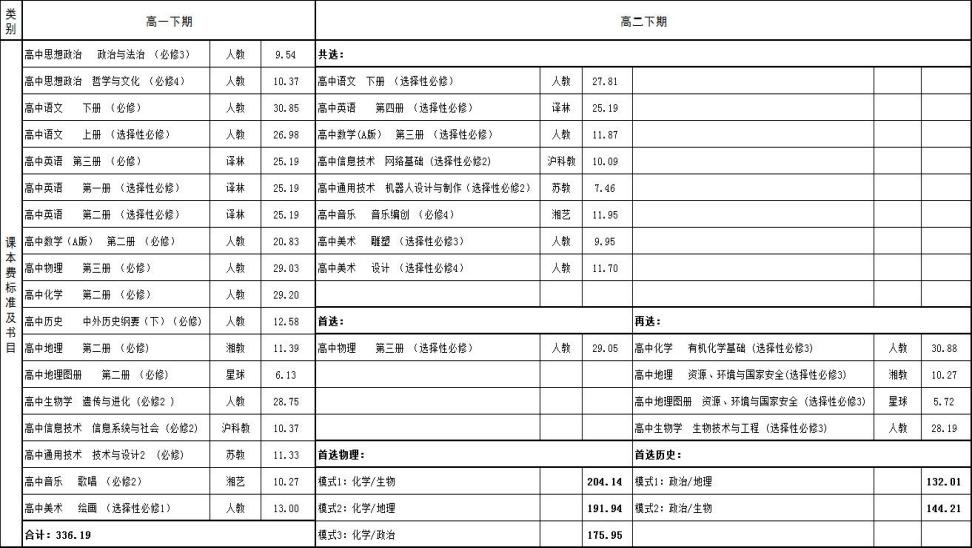 类别 高一下期 高二下期
课本费标准及书目
高中思想政治 政治与法治 （必修3） 人教 9.54 共选：
高中思想政治 哲学与文化 （必修4） 人教 10.37 高中语文 下册 （选择性必修） 人教 27.81
高中语文 下册 （必修） 人教 30.85 高中英语 第四册 （选择性必修） 译林 25.19
高中语文 上册 （选择性必修） 人教 26.98 高中数学(A版) 第三册 （选择性必修） 人教 11.87
高中英语 第三册 （必修） 译林 25.19 高中信息技术 网络基础 (选择性必修2) 沪科教 10.09
高中英语 第一册 （选择性必修） 译林 25.19 高中通用技术 机器人设计与制作（选择性必修2） 苏教 7.46
高中英语 第二册 （选择性必修） 译林 25.19 高中音乐 音乐编创 （必修4） 湘艺 11.95
高中数学（A版） 第二册 （必修） 人教 20.83 高中美术 雕塑 （选择性必修3） 人教 9.95
高中物理 第三册 （必修） 人教 29.03 高中美术 设计 （选择性必修4） 人教 11.70
高中化学 第二册 （必修） 人教 29.20
高中历史 中外历史纲要（下）（必修） 人教 12.58 首选： 再选：
高中地理 第二册 （必修) 湘教 11.39 高中物理 第三册 （选择性必修） 人教 29.05 高中化学 有机化学基础 (选择性必修3) 人教 30.88
高中地理图册 第二册 （必修) 星球 6.13 高中地理 资源、环境与国家安全(选择性必修3) 湘教 10.27
高中生物学 遗传与进化 (必修2 ) 人教 28.75 高中地理图册 资源、环境与国家安全 (选择性必修3) 星球 5.72
高中信息技术 信息系统与社会 (必修2) 沪科教 10.37 高中生物学 生物技术与工程 (选择性必修3) 人教 28.19
高中通用技术 技术与设计2 （必修) 苏教 11.33 首选物理： 首选历史：
高中音乐 歌唱 （必修2） 湘艺 10.27 模式1：化学/生物 204.14 模式1：政治/地理 132.01
高中美术 绘画 （选择性必修1） 人教 13.00 模式2：化学/地理 191.94 模式2：政治/生物 144.21
合计：336.19 模式3：化学/政治 175.95